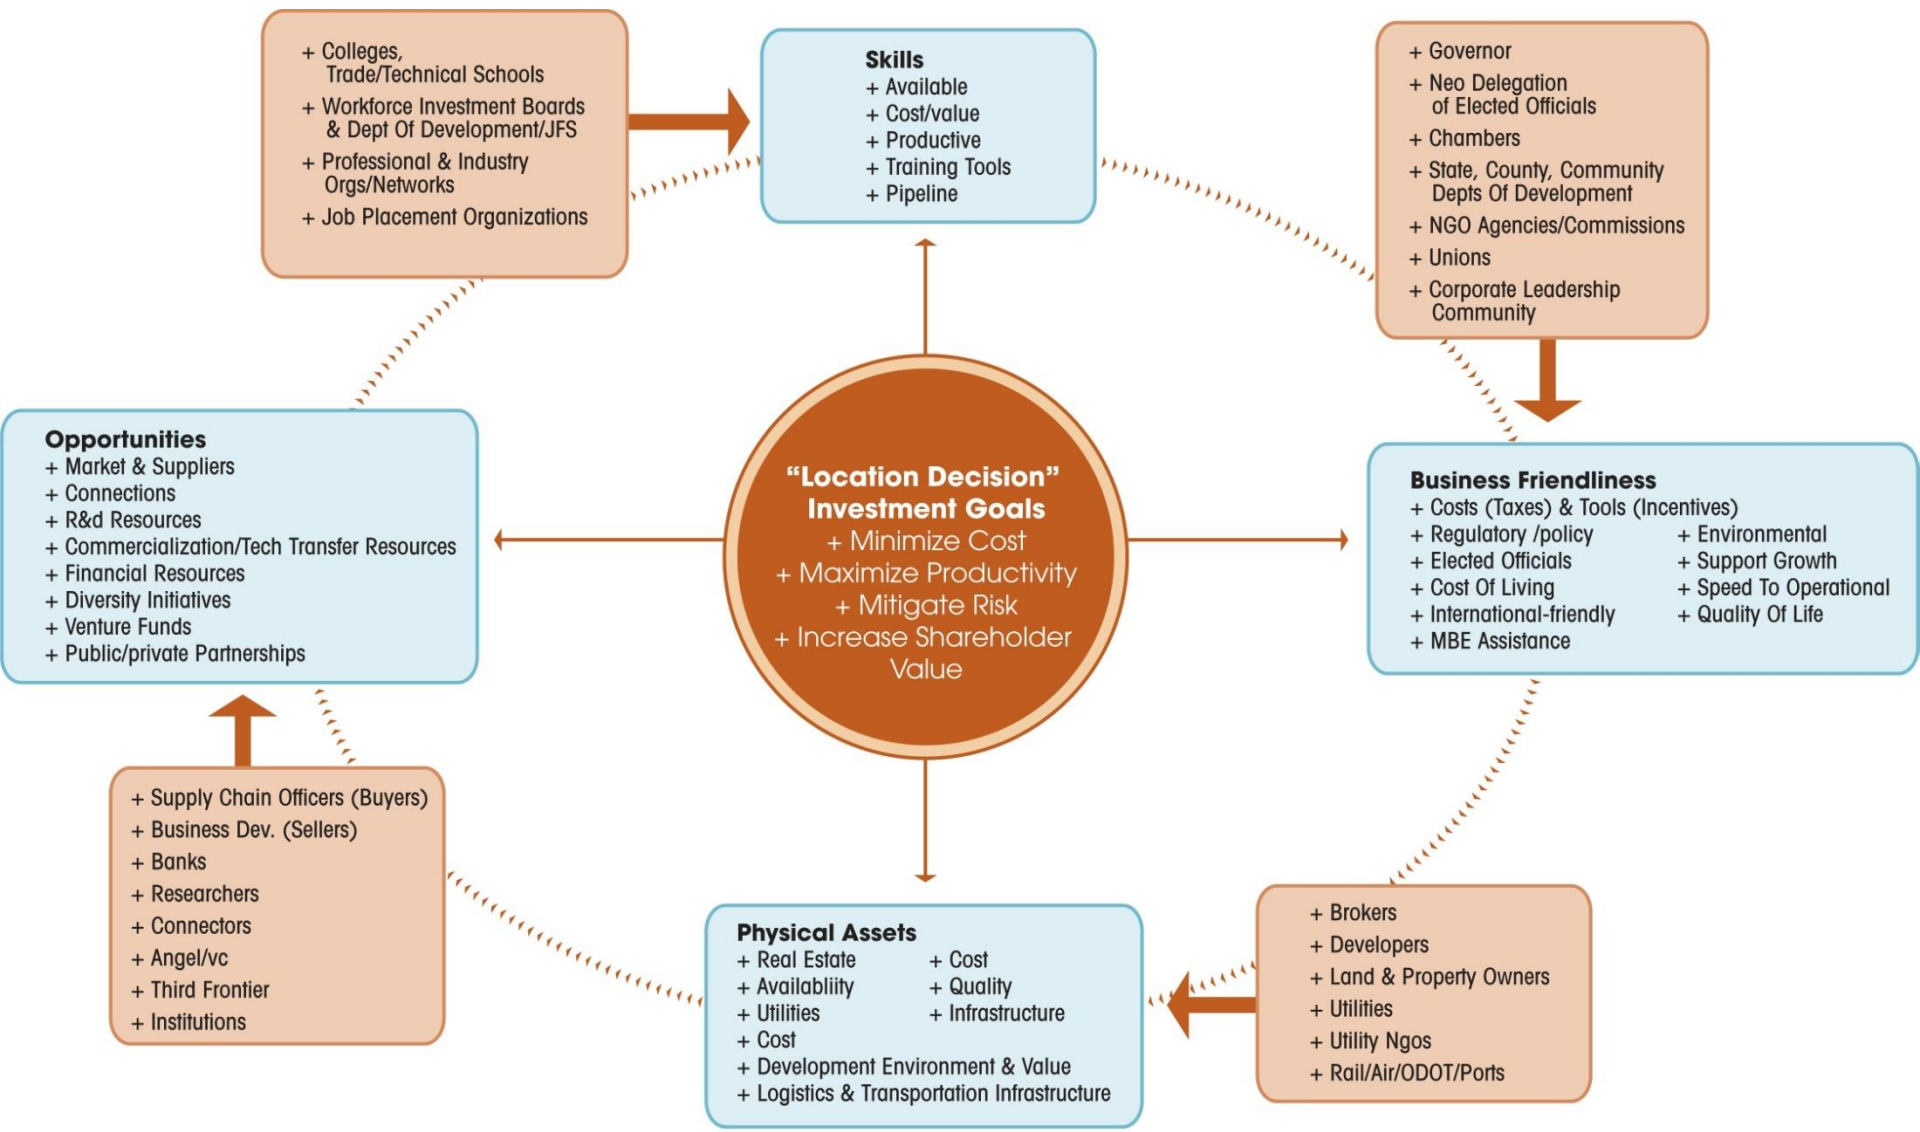 + Colleges,
Trade/Technical Schools
+ Workforce Investment Boards
& Dept Of Development/JFS
+ Professional & Industry
Orgs/Networks
+ Job Placement Organizations
Skills
+ Available
+ Cost/value
+ Productive
+ Training Tools
+ Pipeline
+ Governor
+ Neo Delegation
of Elected Officials
+ Chambers
+ State, County, Community
Depts Of Development
+ NGO Agencies/Commissions
+ Unions
+ Corporate Leadership
Community
Opportunities
+ Market & Suppliers
+ Connections
+ R&d Resources
+ Commercialization/Tech Transfer Resources
+ Financial Resources
+ Diversity Initiatives
+ Venture Funds
+ Public/private Partnerships
“Location Decision”
Investment Goals
+ Minimize Cost
+ Maximize Productivity
+ Mitigate Risk
+ Increase Shareholder
Value
Business Friendliness
+ Costs (Taxes) & Tools (Incentives)
+ Regulatory /policy + Environmental
+ Elected Officials + Support Growth
+ Cost Of Living + Speed To Operational
+ International-friendly + Quality Of Life
+ MBE Assistance
+ Supply Chain Officers (Buyers)
+ Business Dev. (Sellers)
+ Banks
+ Researchers
+ Connectors
+ Angel/vc
+ Third Frontier
+ Institutions
Physical Assets
+ Real Estate + Cost
+ Availabliity + Quality
+ Utilities + Infrastructure
+ Cost
+ Development Environment & Value
+ Logistics & Transportation Infrastructure
+ Brokers
+ Developers
+ Land & Property Owners
+ Utilities
+ Utility Ngos
+ Rail/Air/ODOT/Ports